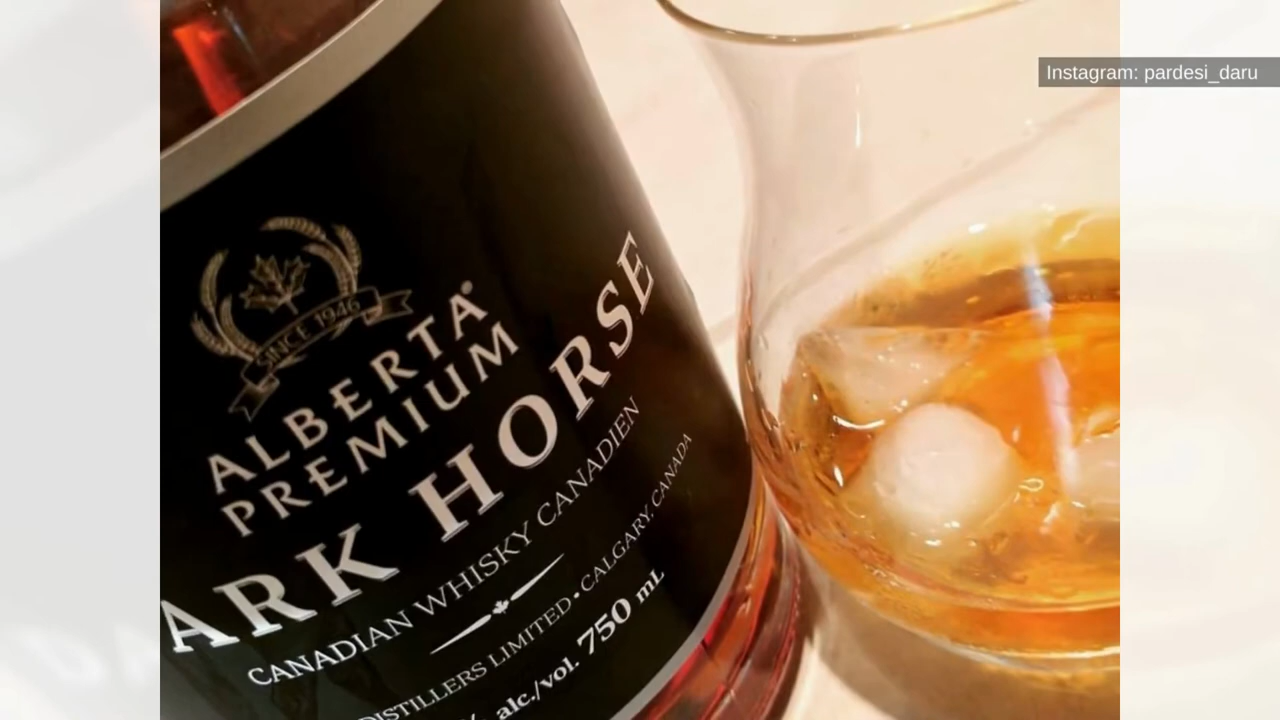 Instagram: pardesi_daru
SINCE 1946
ALBERTA®
PREMIUM
ARK HORSE
CANADIAN WHISKY CANADIEN
DISTILLERS LIMITED • CALGARY, CANADA
% alc./vol. 750 mL